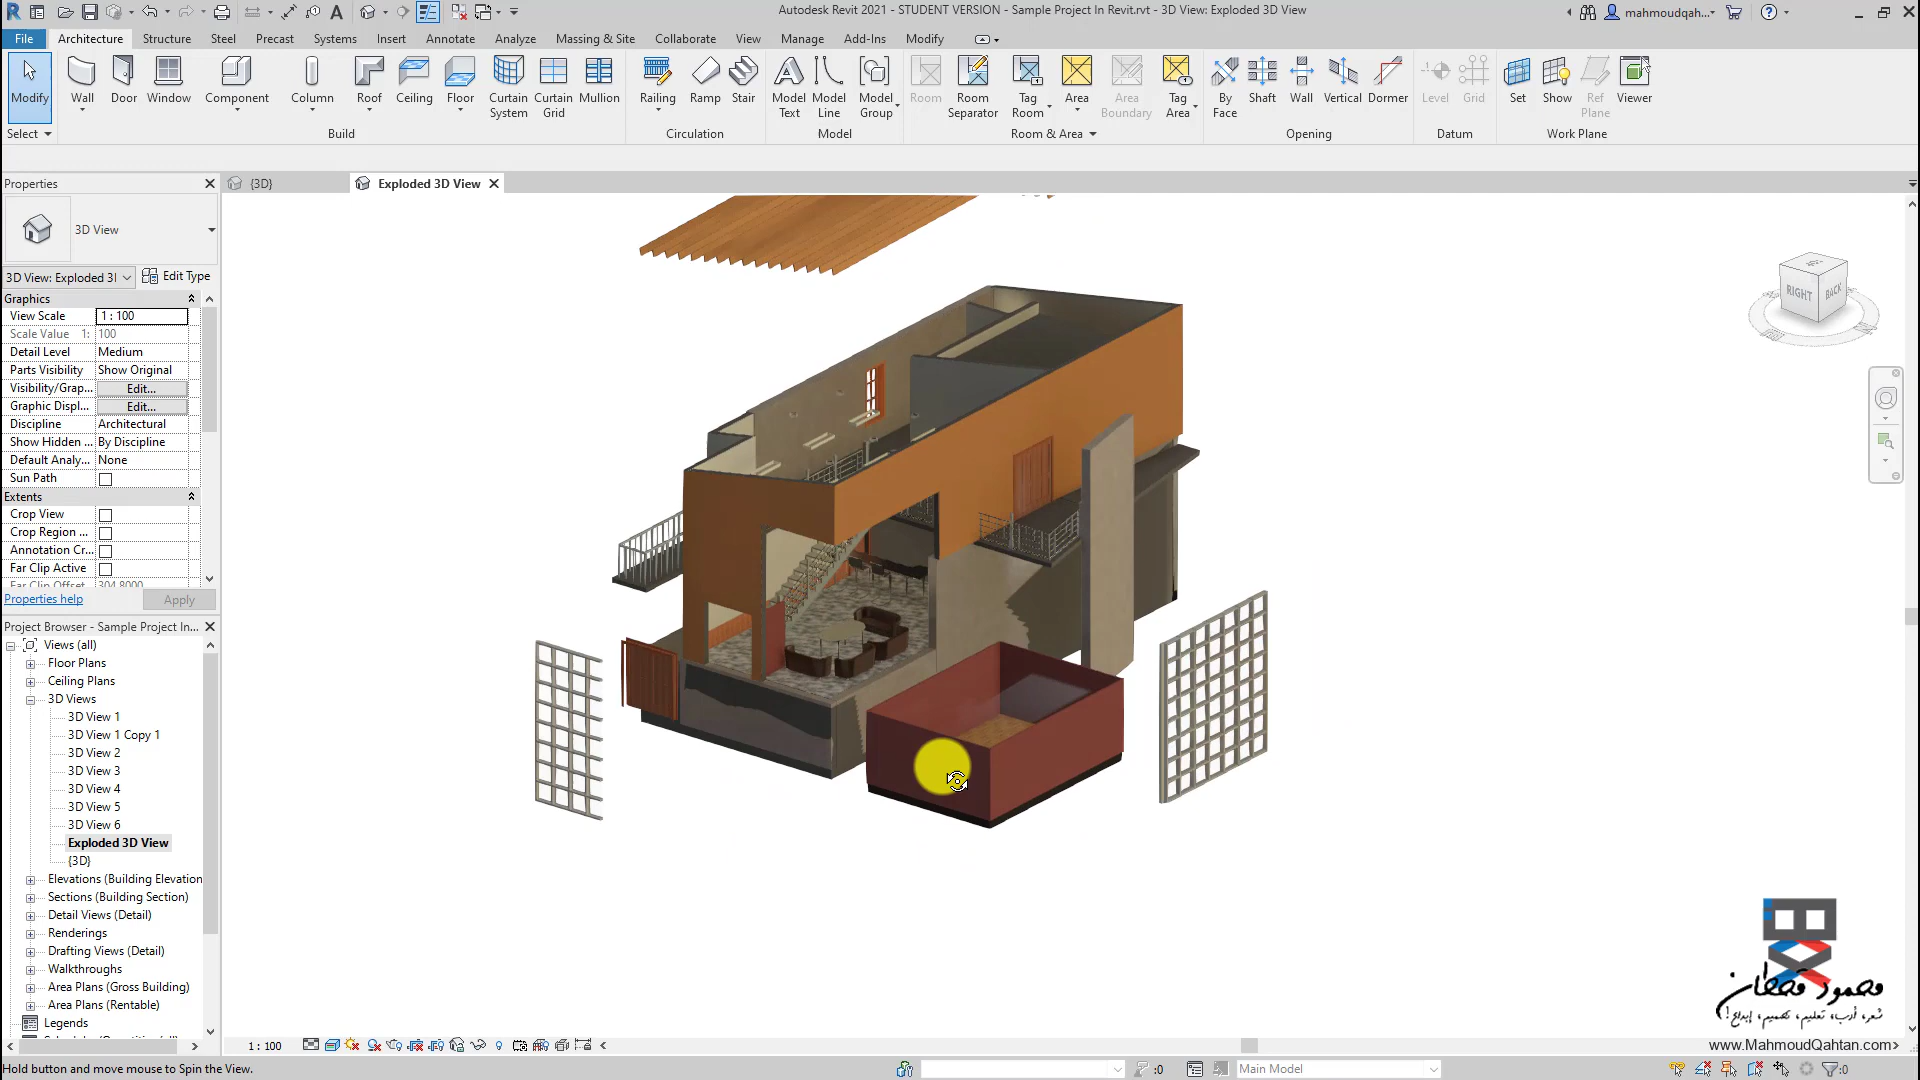 Autodesk Revit 2021 - STUDENT VERSION - Sample Project In Revit.rvt - 3D View: Exploded 3D View
mahmoudqah...
File Architecture Structure Steel Precast Systems Insert Annotate Analyze Massing & Site Collaborate View Manage Add-Ins Modify
Modify Wall Door Window Component Column Roof Ceiling Floor Curtain System Curtain Grid Mullion Railing Ramp Stair Model Text Model Line Model Group Room Room Separator Tag Room Area Area Boundary Tag Area By Face Shaft Wall Vertical Dormer Level Grid Set Show Ref Plane Viewer
Select Build Circulation Model Room & Area Opening Datum Work Plane
Properties
{3D}
Exploded 3D View
3D View
3D View: Exploded 3I
Edit Type
Graphics
View Scale 1 : 100
Scale Value 1: 100
Detail Level Medium
Parts Visibility Show Original
Visibility/Grap... Edit...
Graphic Displ... Edit...
Discipline Architectural
Show Hidden ... By Discipline
Default Analy... None
Sun Path
Extents
Crop View
Crop Region ...
Annotation Cr...
Far Clip Active
Far Clip Offset 304.8000
Properties help
Apply
Project Browser - Sample Project In...
Views (all)
Floor Plans
Ceiling Plans
3D Views
3D View 1
3D View 1 Copy 1
3D View 2
3D View 3
3D View 4
3D View 5
3D View 6
Exploded 3D View
{3D}
Elevations (Building Elevation
Sections (Building Section)
Detail Views (Detail)
Renderings
Drafting Views (Detail)
Walkthroughs
Area Plans (Gross Building)
Area Plans (Rentable)
Legends
RIGHT
BACK
محمود قحطان
شعر، أدب، تعليم، تصميم، إبداع!
www.MahmoudQahtan.com
1 : 100
Hold button and move mouse to Spin the View.
:0
Main Model
:0